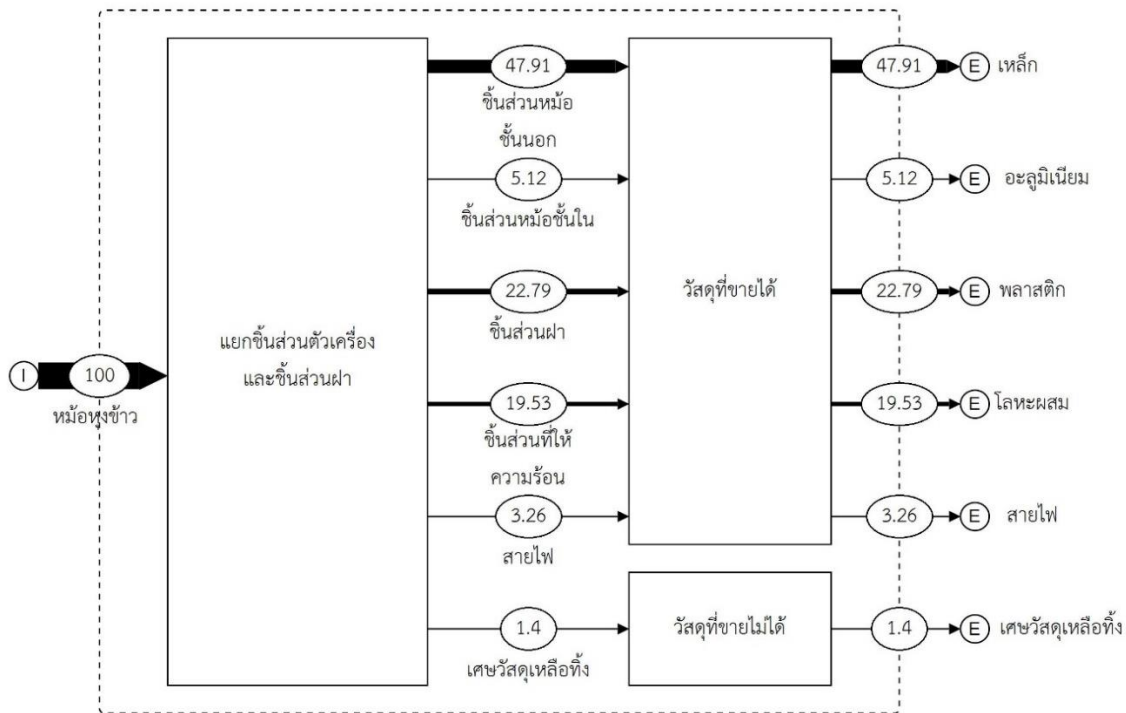 47.91
47.91
E
เหล็ก
ชิ้นส่วนหม้อ
ชั้นนอก
5.12
5.12
E
อะลูมิเนียม
ชิ้นส่วนหม้อชั้นใน
22.79
วัสดุที่ขายได้
22.79
E
พลาสติก
ชิ้นส่วนฝา
แยกชิ้นส่วนตัวเครื่อง
และชิ้นส่วนฝา
I
100
หม้อหุงข้าว
19.53
19.53
E
โลหะผสม
ชิ้นส่วนที่ให้
ความร้อน
3.26
3.26
E
สายไฟ
สายไฟ
1.4
วัสดุที่ขายไม่ได้
1.4
E
เศษวัสดุเหลือทิ้ง
เศษวัสดุเหลือทิ้ง